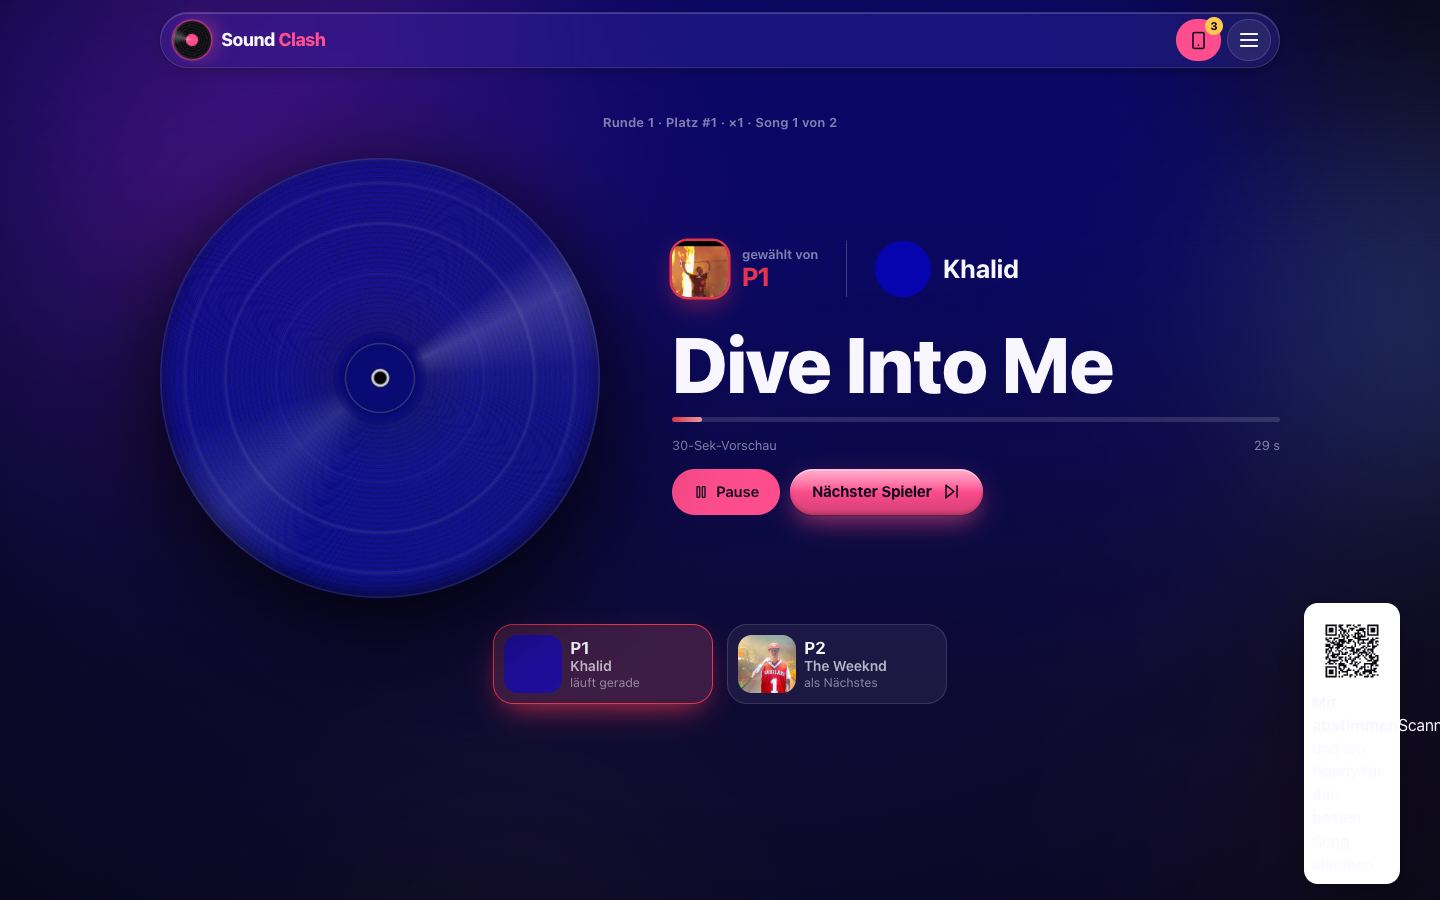 Sound Clash
3
Runde 1 · Platz #1 · ×1 · Song 1 von 2
gewählt von
P1
Khalid
Dive Into Me
30-Sek-Vorschau
29 s
Pause
Nächster Spieler
P1
Khalid
läuft gerade
P2
The Weeknd
als Nächstes
Mit
abstimmenScann
und am
Handy für
den
besten
Song
stimmen